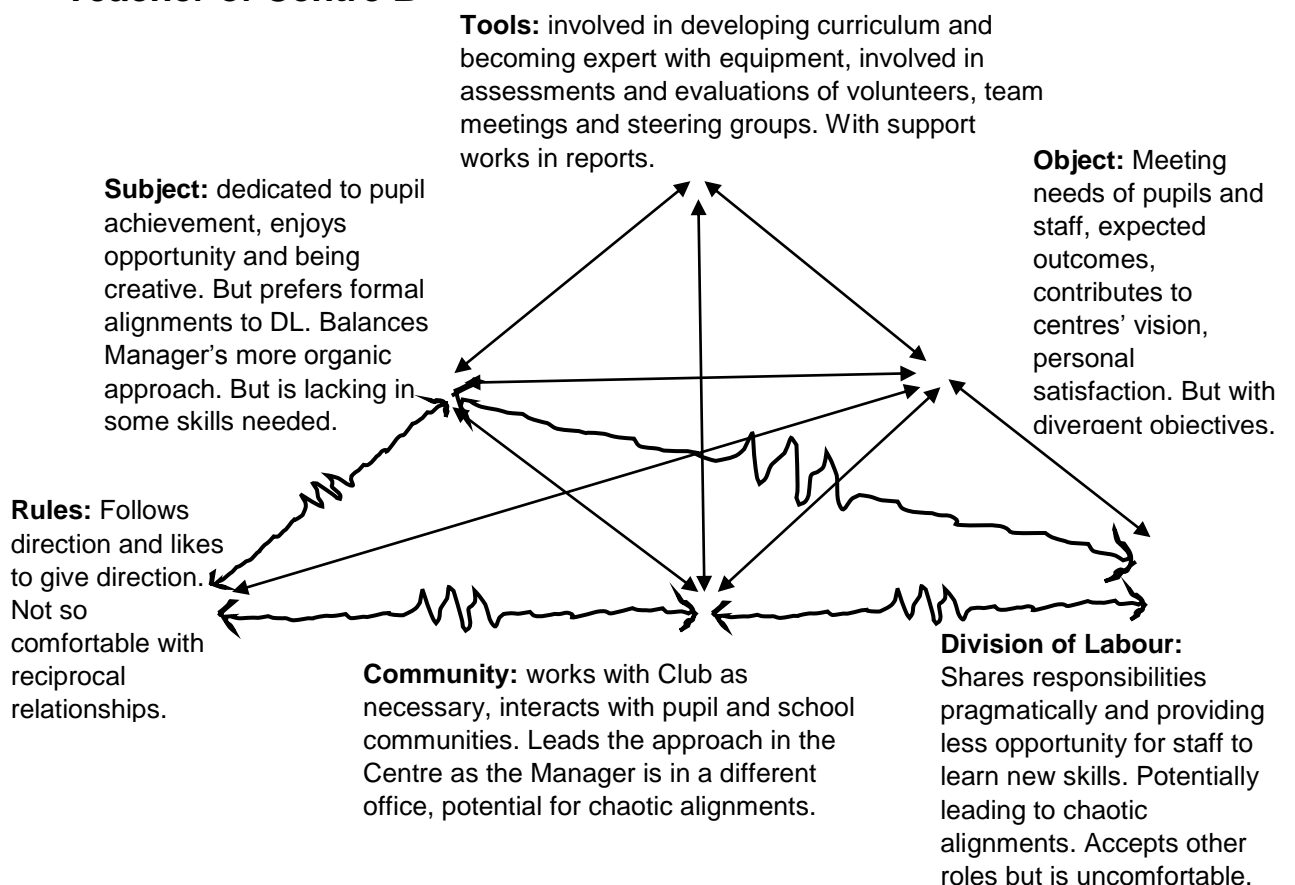 Tools: involved in developing curriculum and
becoming expert with equipment, involved in
assessments and evaluations of volunteers, team
meetings and steering groups. With support
works in reports.
Subject: dedicated to pupil
achievement, enjoys
opportunity and being
creative. But prefers formal
alignments to DL. Balances
Manager's more organic
approach. But is lacking in
some skills needed.
Object: Meeting
needs of pupils and
staff, expected
outcomes,
contributes to
centres' vision,
personal
satisfaction. But with
divergent objectives.
Rules: Follows
direction and likes
to give direction.
Not so
comfortable with
reciprocal
relationships.
Community: works with Club as
necessary, interacts with pupil and school
communities. Leads the approach in the
Centre as the Manager is in a different
office, potential for chaotic alignments.
Division of Labour:
Shares responsibilities
pragmatically and providing
less opportunity for staff to
learn new skills. Potentially
leading to chaotic
alignments. Accepts other
roles but is uncomfortable.